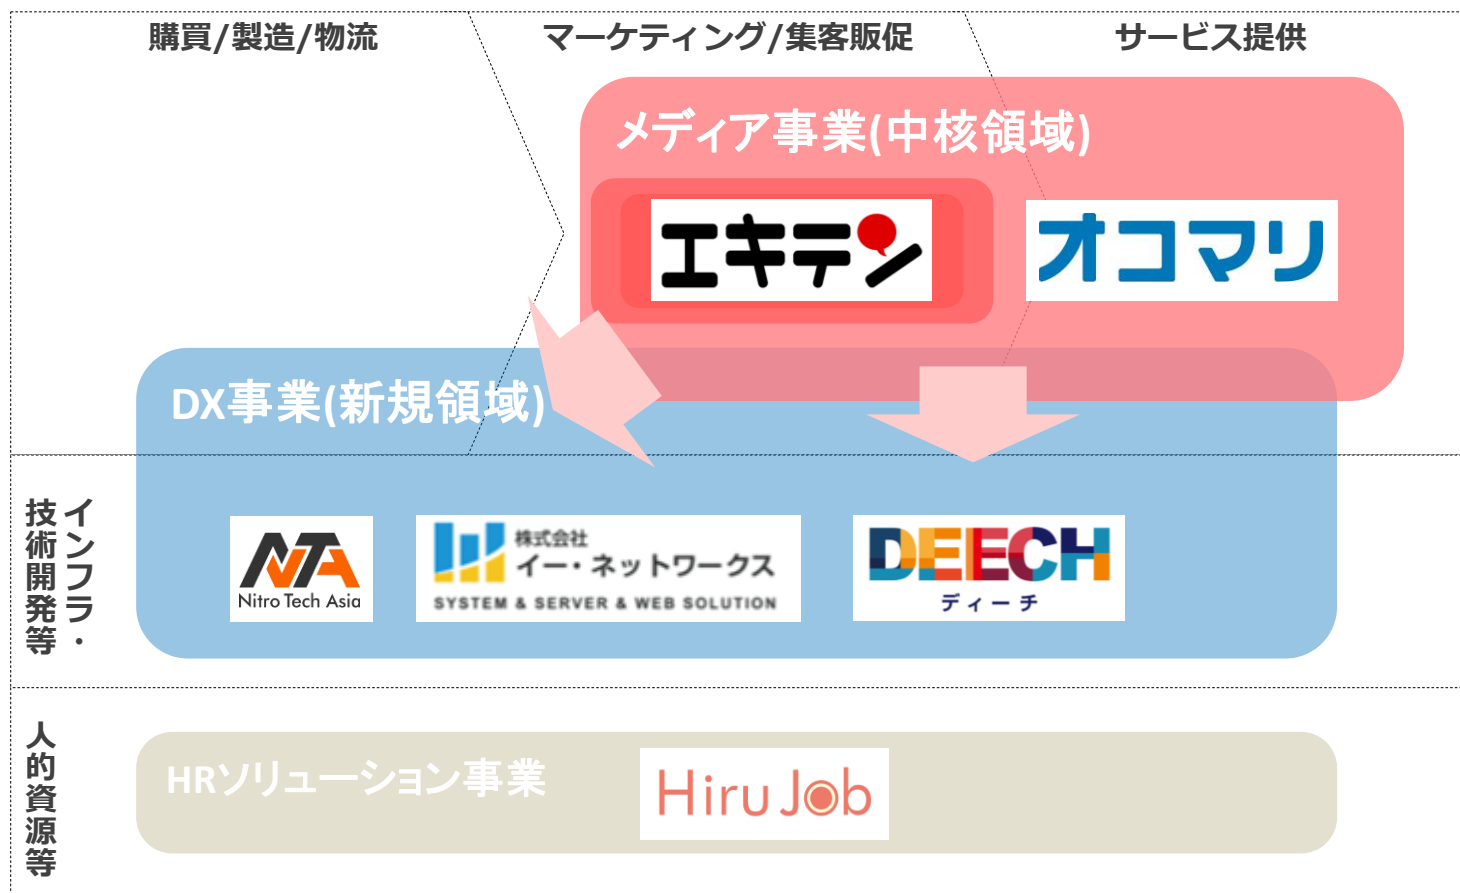 購買/製造/物流
マーケティング/集客販促
サービス提供
メディア事業(中核領域)
エキテン
オコマリ
DX事業(新規領域)
インフラ・
技術開発等
NTA
Nitro Tech Asia
株式会社
イー・ネットワークス
SYSTEM & SERVER & WEB SOLUTION
DEECH
ディーチ
人的資源等
HRソリューション事業
Hiru Job